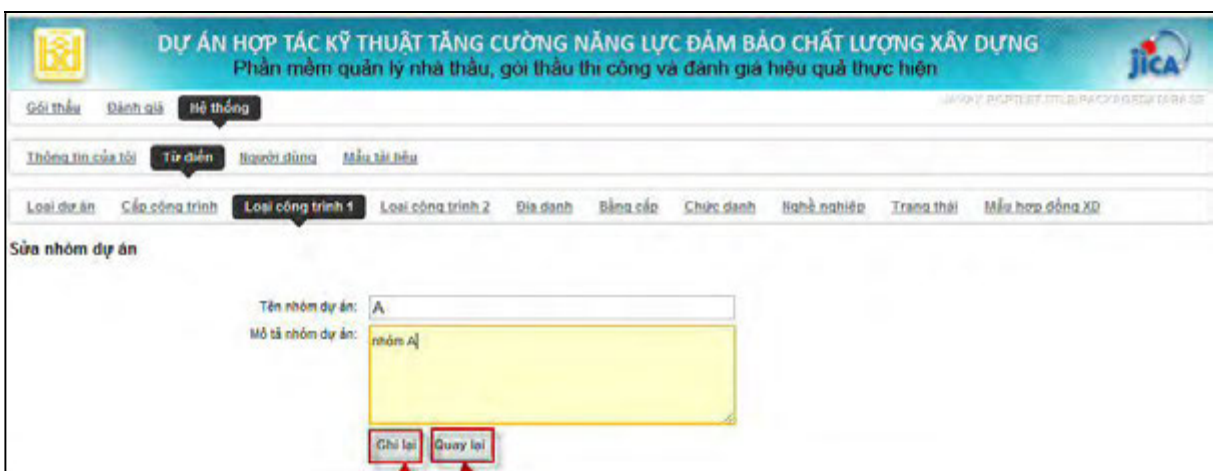 DỰ ÁN HỢP TÁC KỸ THUẬT TĂNG CƯỜNG NĂNG LỰC ĐẢM BẢO CHẤT LƯỢNG XÂY DỰNG
Phần mềm quản lý nhà thầu, gói thầu thi công và đánh giá hiệu quả thực hiện
jica
Gói thầu Đánh giá Hệ thống
Thông tin của tôi Từ điển Người dùng Mẫu tài liệu
Loại dự án Cấp công trình Loại công trình 1 Loại công trình 2 Địa danh Bằng cấp Chức danh Nghề nghiệp Trạng thái Mẫu hợp đồng XD
Sửa nhóm dự án
Tên nhóm dự án: A
Mô tả nhóm dự án: nhóm A
Ghi lại Quay lại